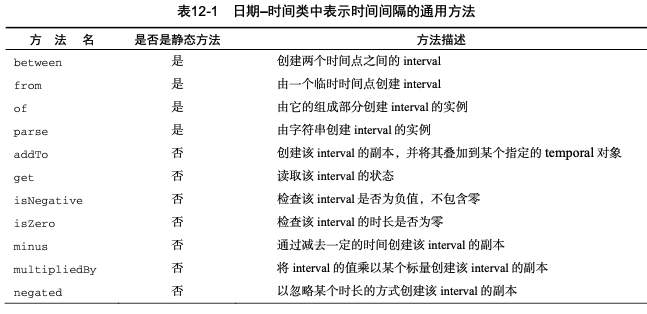 表12-1 日期–时间类中表示时间间隔的通用方法
方 法 名 是否是静态方法 方法描述
between 是 创建两个时间点之间的 interval
from 是 由一个临时时间点创建 interval
of 是 由它的组成部分创建 interval 的实例
parse 是 由字符串创建 interval 的实例
addTo 否 创建该 interval 的副本，并将其叠加到某个指定的 temporal 对象
get 否 读取该 interval 的状态
isNegative 否 检查该 interval 是否为负值，不包含零
isZero 否 检查该 interval 的时长是否为零
minus 否 通过减去一定的时间创建该 interval 的副本
multipliedBy 否 将 interval 的值乘以某个标量创建该 interval 的副本
negated 否 以忽略某个时长的方式创建该 interval 的副本